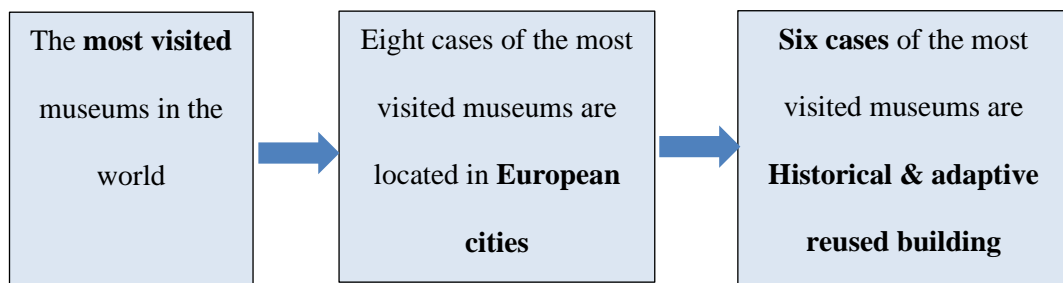 The most visited
museums in the
world
Eight cases of the most
visited museums are
located in European
cities
Six cases of the most
visited museums are
Historical & adaptive
reused building